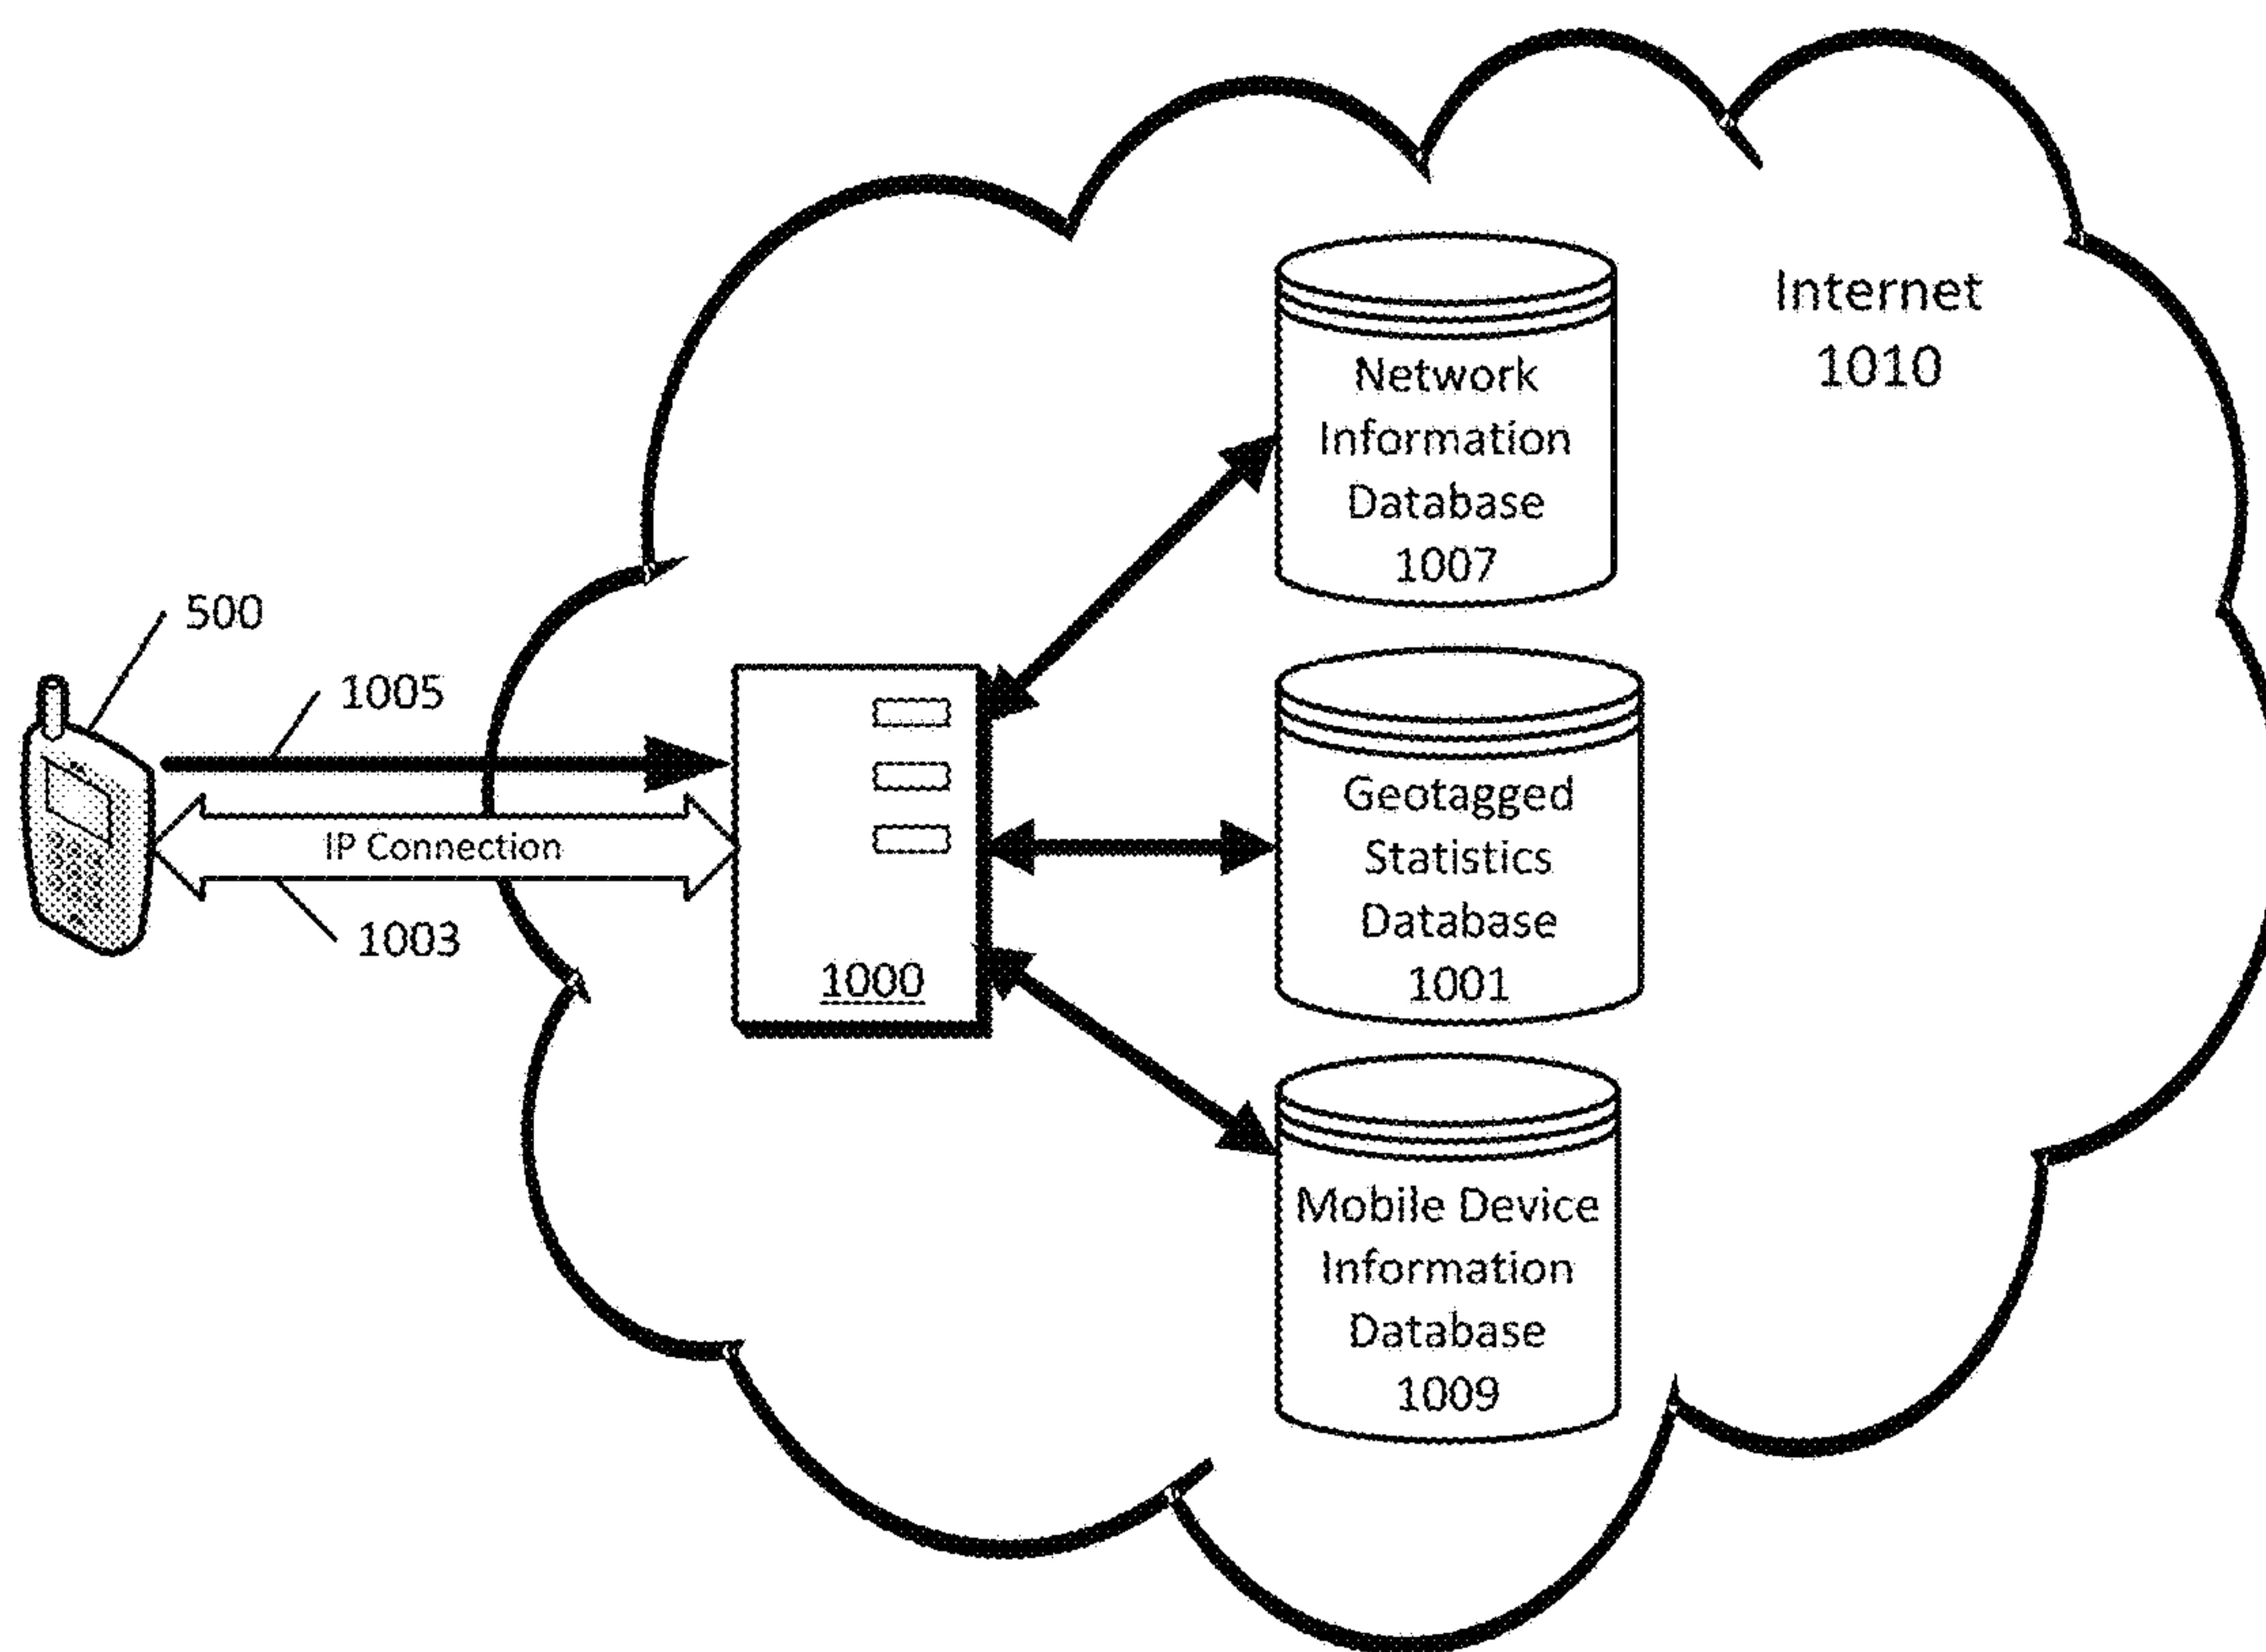 Internet
1010
Network
Information
Database
1007
500
1005
IP Connection
1003
1000
Geotagged
Statistics
Database
1001
Mobile Device
Information
Database
1009